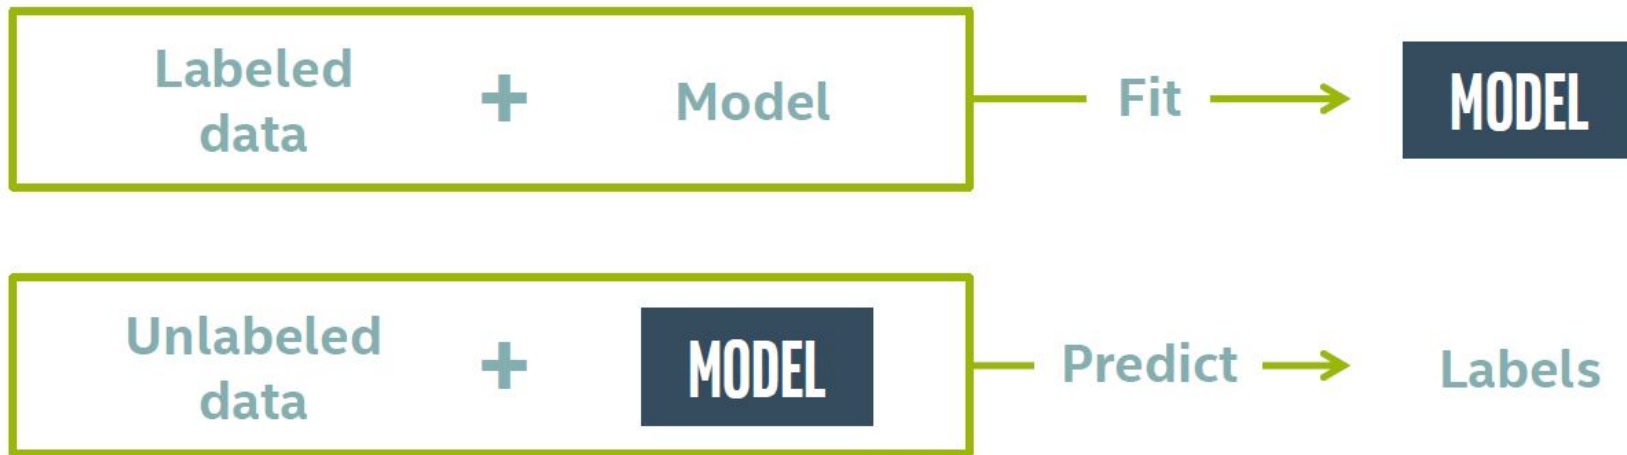 Labeled
data
+
Model
Fit
MODEL
Unlabeled
data
+
MODEL
Predict
Labels